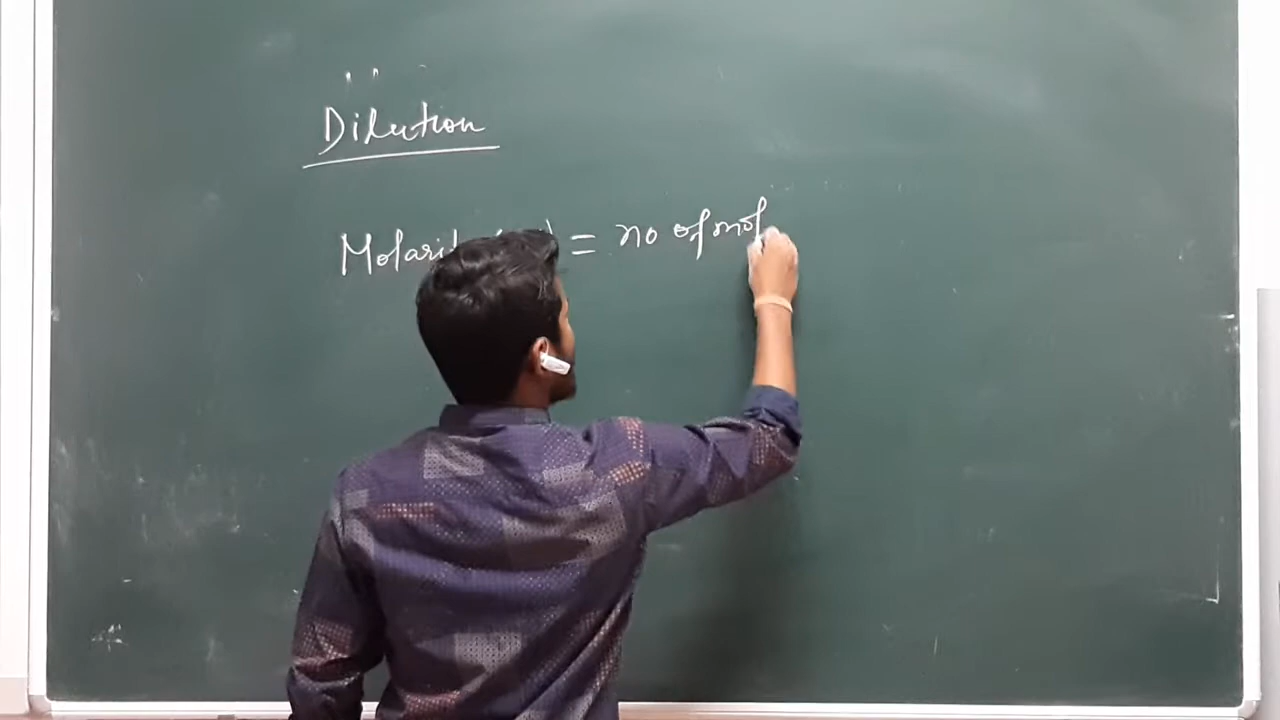 Dilution
Molari = no of mol